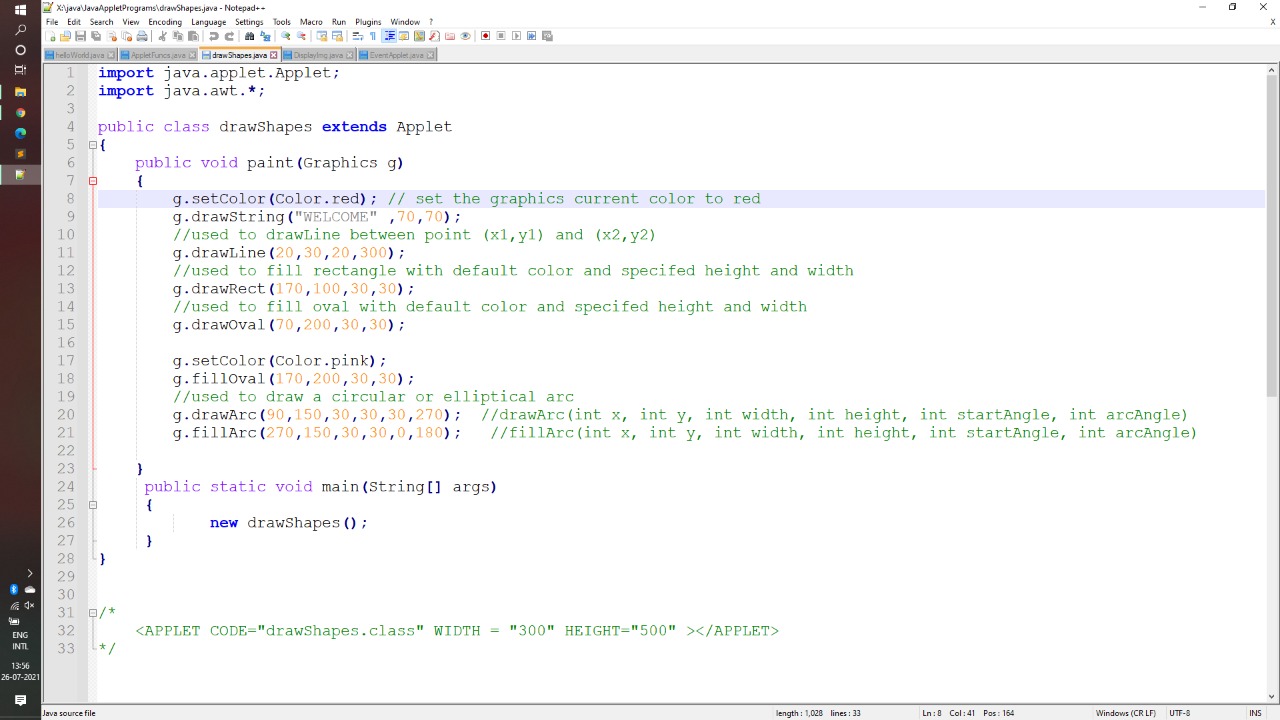 X:\java\JavaAppletPrograms\drawShapes.java - Notepad++
File Edit Search View Encoding Language Settings Tools Macro Run Plugins Window ?
helloWorld.java AppletFuncs.java drawShapes.java DisplayImg.java EventApplet.java
1 import java.applet.Applet;
2 import java.awt.*;
3
4 public class drawShapes extends Applet
5 {
6 public void paint(Graphics g)
7 {
8 g.setColor(Color.red); // set the graphics current color to red
9 g.drawString("WELCOME" ,70,70);
10 //used to drawLine between point (x1,y1) and (x2,y2)
11 g.drawLine(20,30,20,300);
12 //used to fill rectangle with default color and specifed height and width
13 g.drawRect(170,100,30,30);
14 //used to fill oval with default color and specifed height and width
15 g.drawOval(70,200,30,30);
16
17 g.setColor(Color.pink);
18 g.fillOval(170,200,30,30);
19 //used to draw a circular or elliptical arc
20 g.drawArc(90,150,30,30,30,270); //drawArc(int x, int y, int width, int height, int startAngle, int arcAngle)
21 g.fillArc(270,150,30,30,0,180); //fillArc(int x, int y, int width, int height, int startAngle, int arcAngle)
22
23 }
24 public static void main(String[] args)
25 {
26 new drawShapes();
27 }
28 }
29
30
31 /*
32 <APPLET CODE="drawShapes.class" WIDTH = "300" HEIGHT="500" ></APPLET>
33 */
ENG
INTL
13:56
26-07-2021
Java source file length : 1,028 lines : 33 Ln : 8 Col : 41 Pos : 164 Windows (CR LF) UTF-8 INS